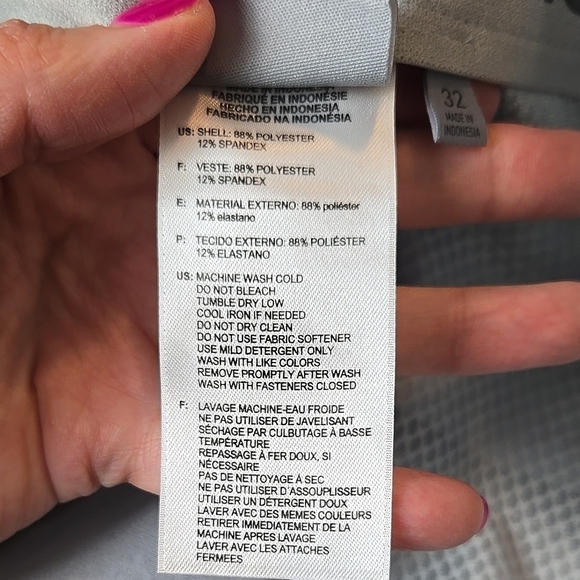 MADE IN INDONESIA
FABRIQUÉ EN INDONÉSIE
HECHO EN INDONESIA
FABRICADO NA INDONÉSIA
US: SHELL: 88% POLYESTER
12% SPANDEX
F: VESTE: 88% POLYESTER
12% SPANDEX
E: MATERIAL EXTERNO: 88% poliéster
12% elastano
P: TECIDO EXTERNO: 88% POLIÉSTER
12% ELASTANO
US: MACHINE WASH COLD
DO NOT BLEACH
TUMBLE DRY LOW
COOL IRON IF NEEDED
DO NOT DRY CLEAN
DO NOT USE FABRIC SOFTENER
USE MILD DETERGENT ONLY
WASH WITH LIKE COLORS
REMOVE PROMPTLY AFTER WASH
WASH WITH FASTENERS CLOSED
F: LAVAGE MACHINE-EAU FROIDE
NE PAS UTILISER DE JAVELISANT
SÉCHAGE PAR CULBUTAGE À BASSE
TEMPÉRATURE
REPASSAGE À FER DOUX, SI
NÉCESSAIRE
PAS DE NETTOYAGE À SEC
NE PAS UTILISER D'ASSOUPLISSEUR
UTILISER UN DÉTERGENT DOUX
LAVER AVEC DES MEMES COULEURS
RETIRER IMMEDIATEMENT DE LA
MACHINE APRES LAVAGE
LAVER AVEC LES ATTACHES
FERMEES
32
MADE IN
INDONESIA